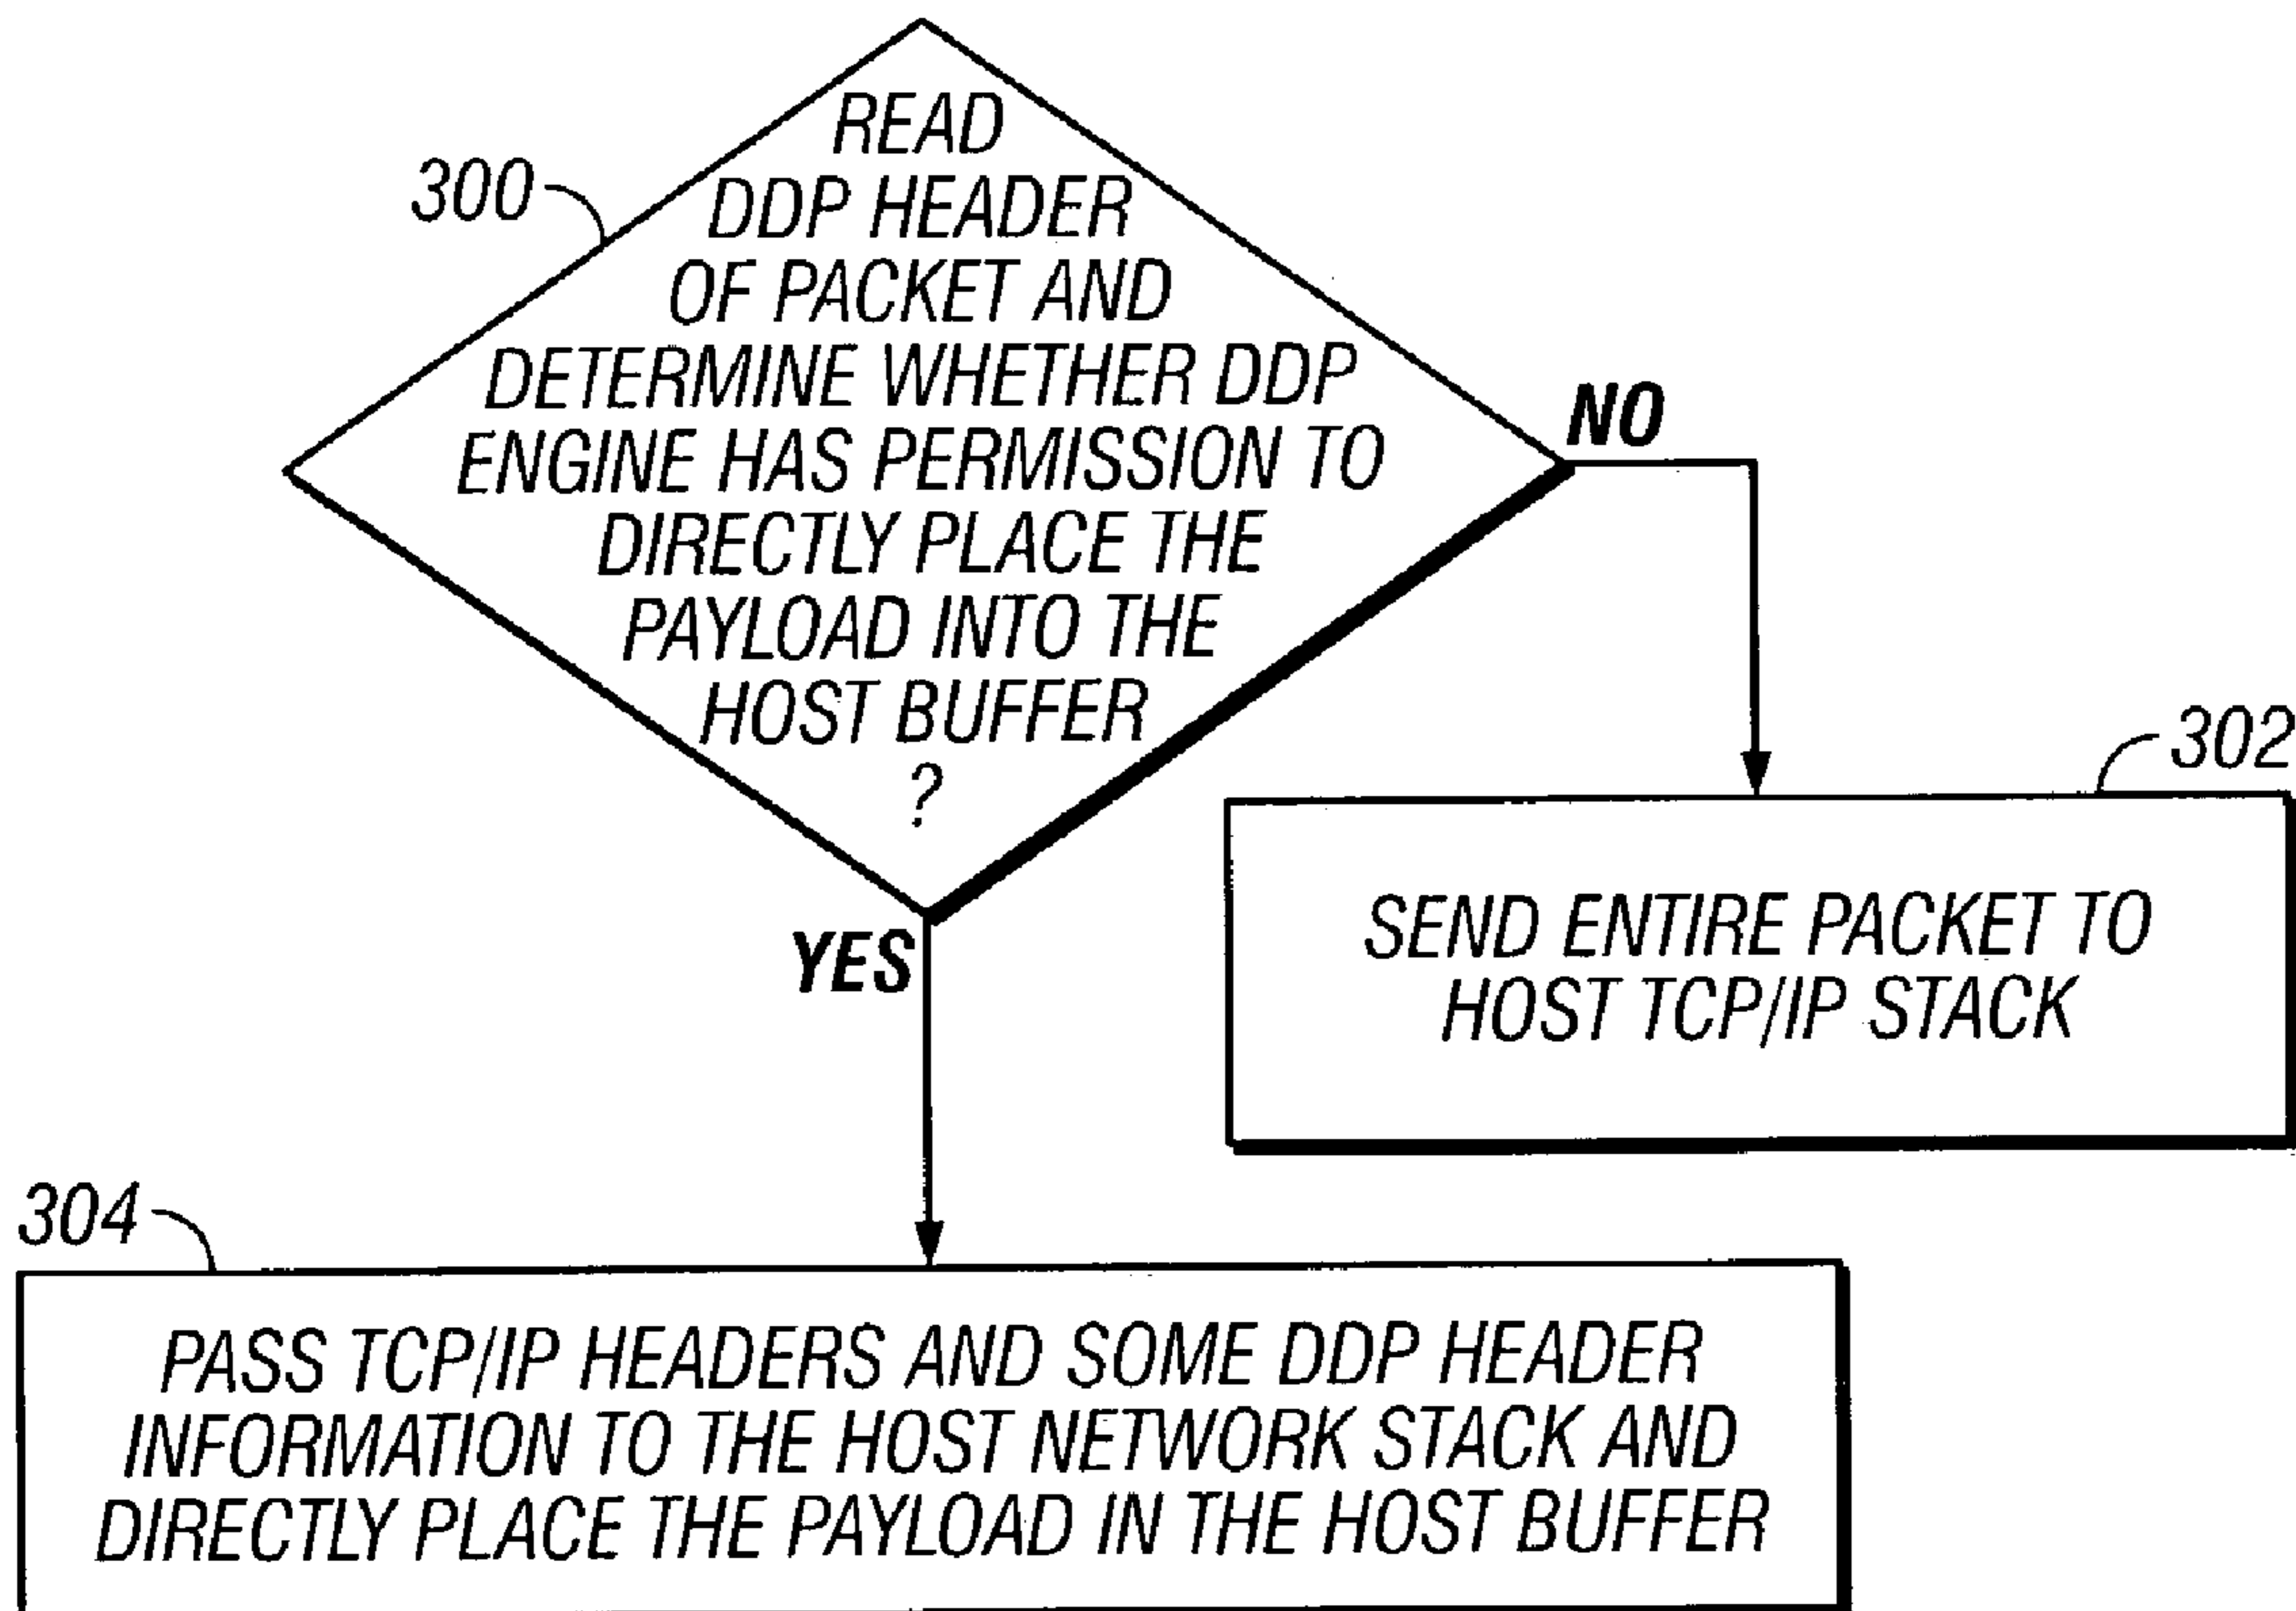 READ
300
DDP HEADER
OF PACKET AND
DETERMINE WHETHER DDP
NO
ENGINE HAS PERMISSION TO
DIRECTLY PLACE THE
PAYLOAD INTO THE
HOST BUFFER
?
302
YES
SEND ENTIRE PACKET TO
HOST TCP/IP STACK
304
PASS TCP/IP HEADERS AND SOME DDP HEADER
INFORMATION TO THE HOST NETWORK STACK AND
DIRECTLY PLACE THE PAYLOAD IN THE HOST BUFFER